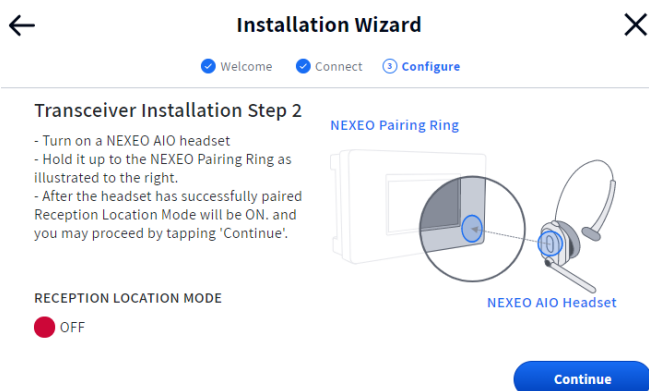 Installation Wizard
Welcome
Connect
3 Configure
Transceiver Installation Step 2
- Turn on a NEXEO AIO headset
- Hold it up to the NEXEO Pairing Ring as
illustrated to the right.
- After the headset has successfully paired
Reception Location Mode will be ON. and
you may proceed by tapping 'Continue'.
NEXEO Pairing Ring
NEXEO AIO Headset
RECEPTION LOCATION MODE
OFF
Continue